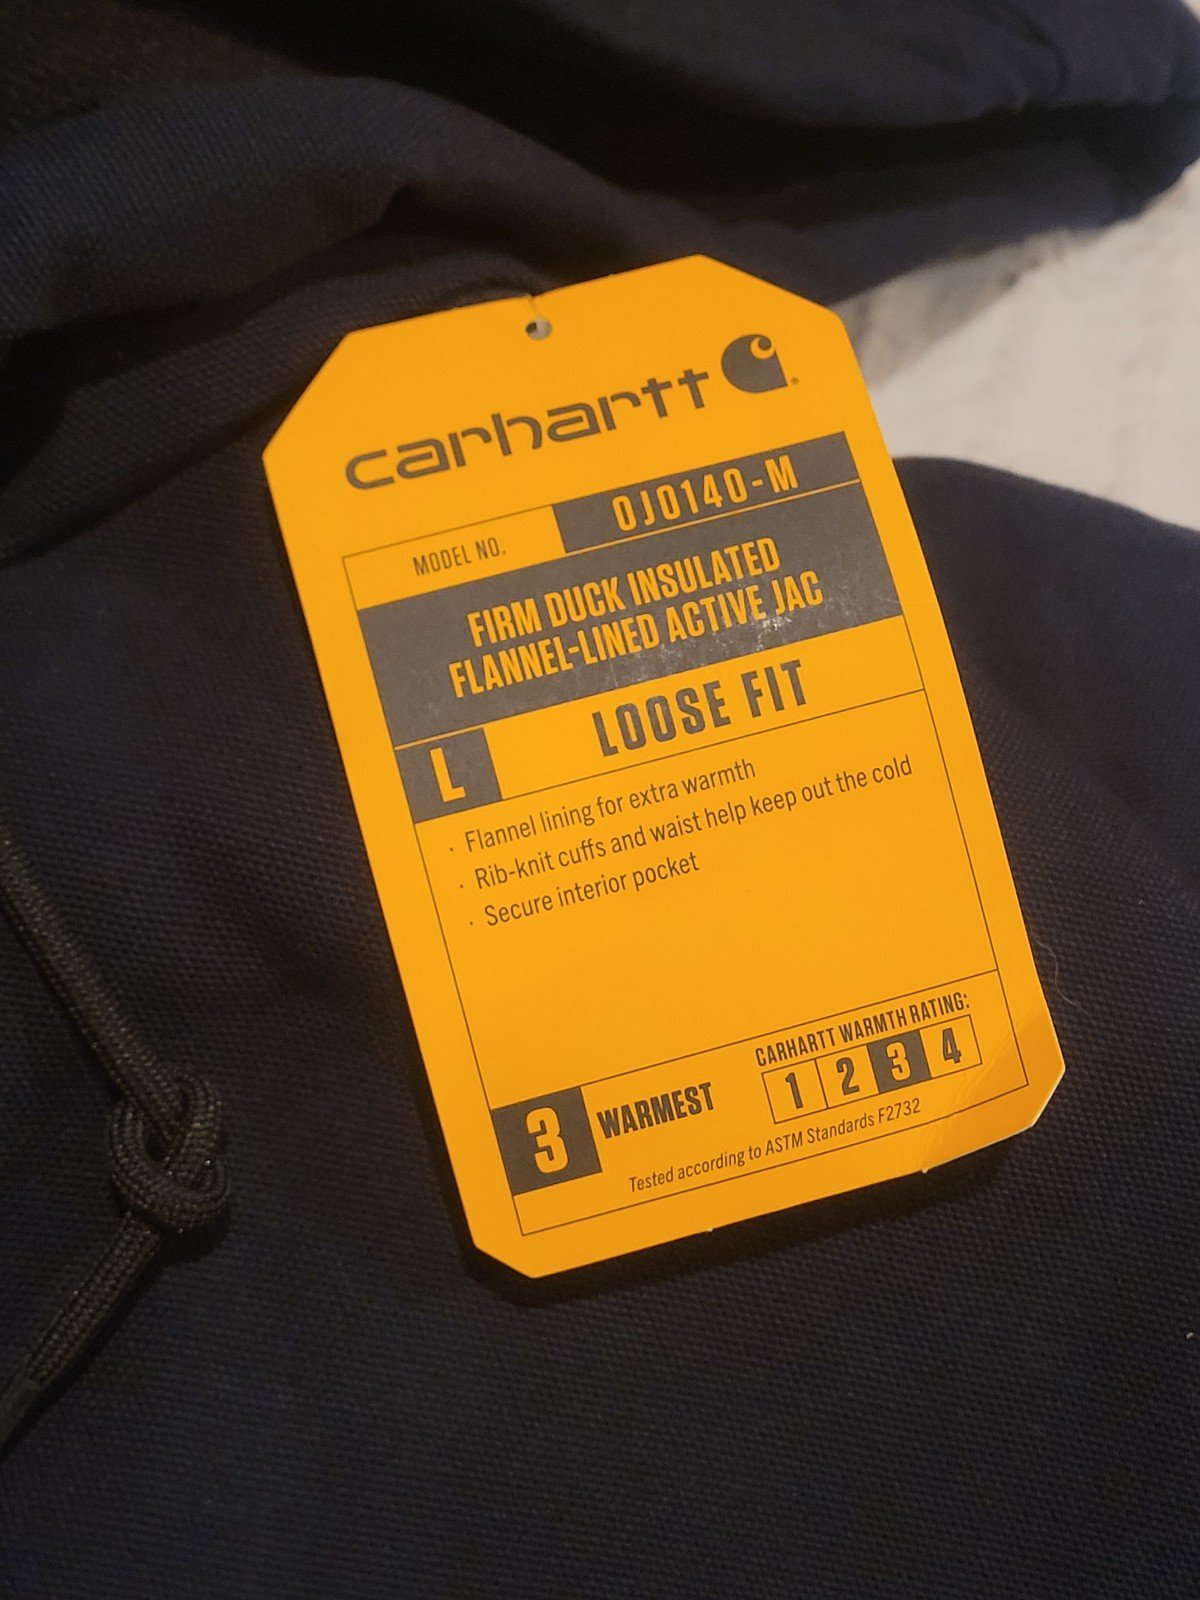 carhartt
MODEL NO. 0J0140-M
FIRM DUCK INSULATED
FLANNEL-LINED ACTIVE JAC
L LOOSE FIT
· Flannel lining for extra warmth
· Rib-knit cuffs and waist help keep out the cold
· Secure interior pocket
CARHARTT WARMTH RATING:
3 WARMEST 1 2 3 4
Tested according to ASTM Standards F2732